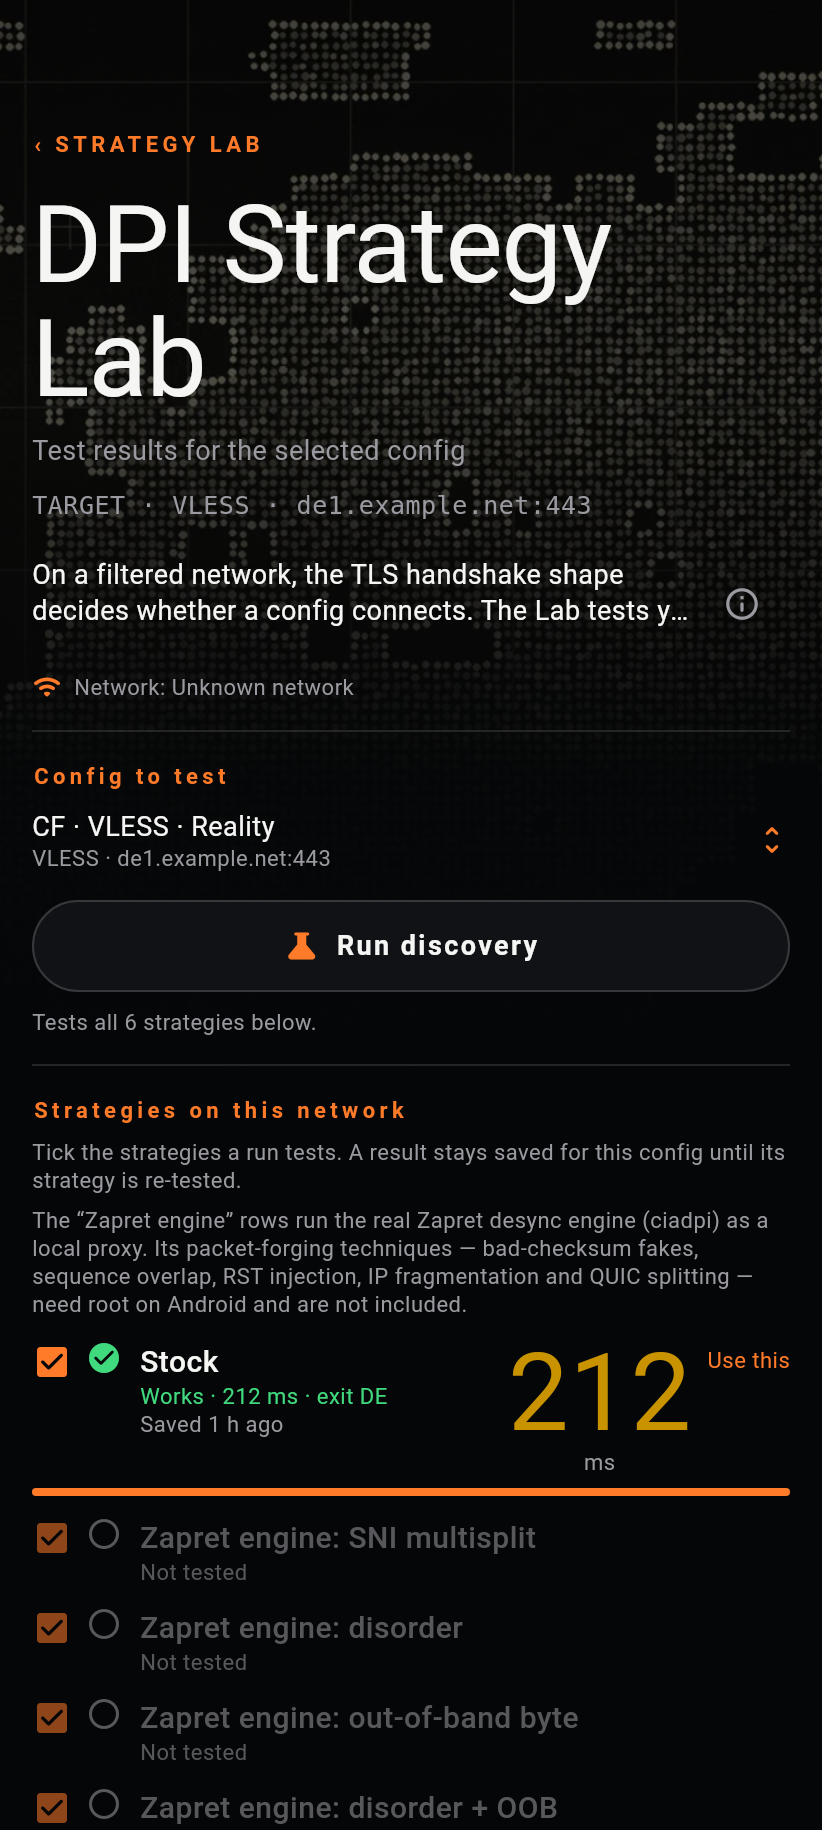 ‹ STRATEGY LAB
DPI Strategy
Lab
Test results for the selected config
TARGET · VLESS · de1.example.net:443
On a filtered network, the TLS handshake shape
decides whether a config connects. The Lab tests y…
Network: Unknown network
Config to test
CF · VLESS · Reality
VLESS · de1.example.net:443
Run discovery
Tests all 6 strategies below.
Strategies on this network
Tick the strategies a run tests. A result stays saved for this config until its
strategy is re-tested.
The “Zapret engine” rows run the real Zapret desync engine (ciadpi) as a
local proxy. Its packet-forging techniques — bad-checksum fakes,
sequence overlap, RST injection, IP fragmentation and QUIC splitting —
need root on Android and are not included.
Stock
212
Use this
Works · 212 ms · exit DE
Saved 1 h ago
ms
Zapret engine: SNI multisplit
Not tested
Zapret engine: disorder
Not tested
Zapret engine: out-of-band byte
Not tested
Zapret engine: disorder + OOB